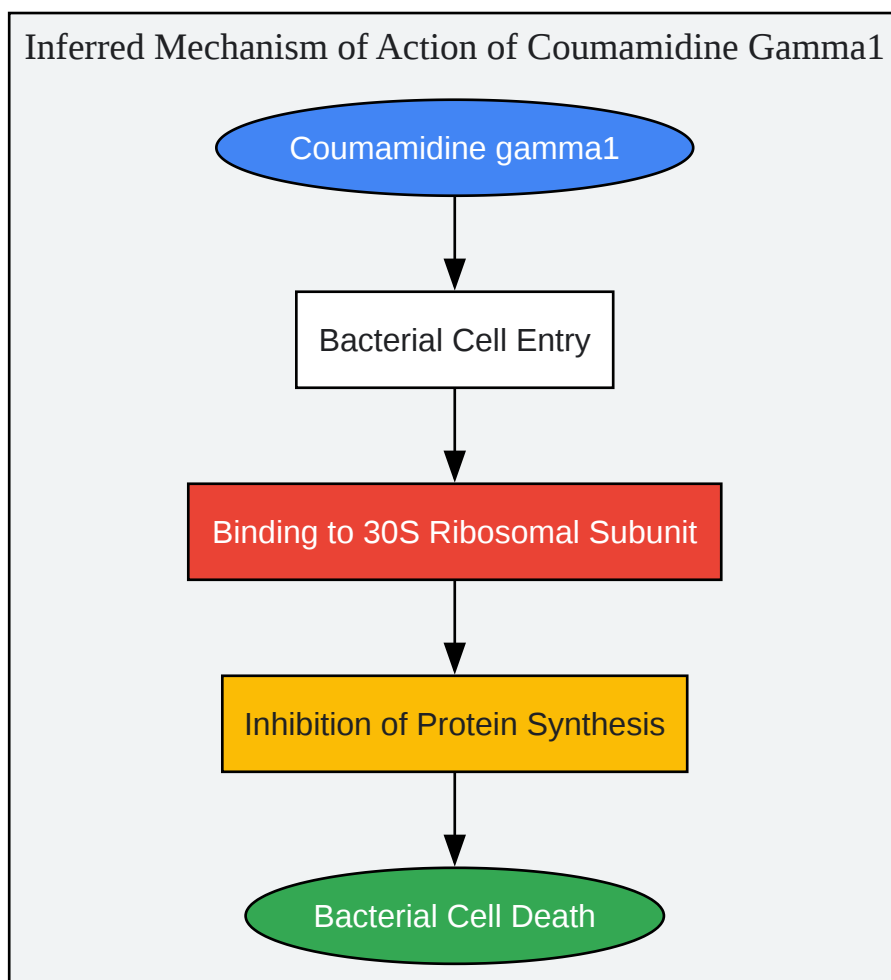 Inferred Mechanism of Action of Coumamidine Gamma1
Coumamidine gamma1
Bacterial Cell Entry
Binding to 30S Ribosomal Subunit
Inhibition of Protein Synthesis
Bacterial Cell Death